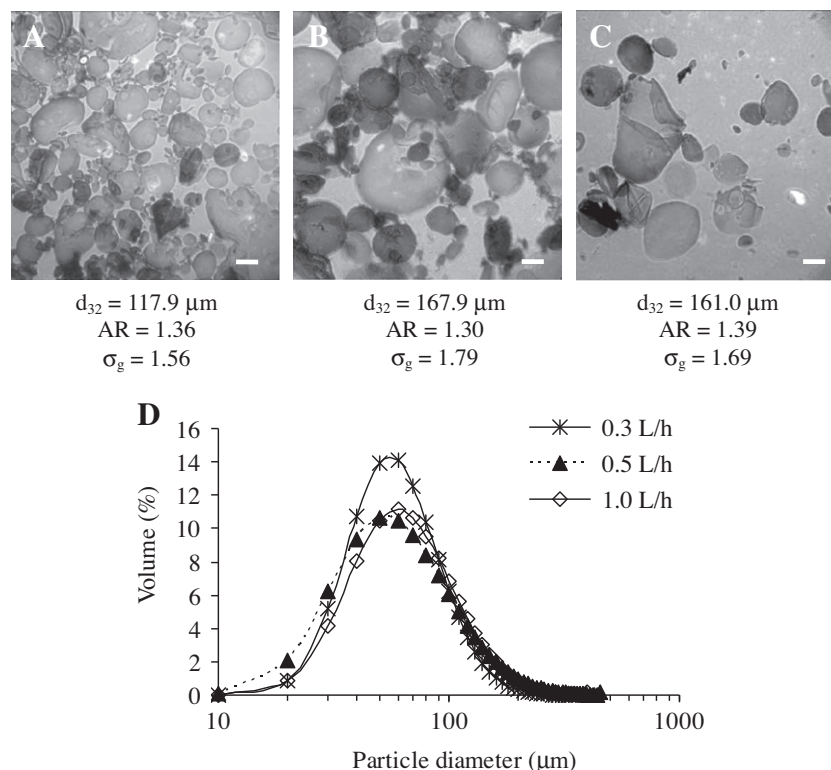 A
B
C
d32 = 117.9 µm
AR = 1.36
σg = 1.56
d32 = 167.9 µm
AR = 1.30
σg = 1.79
d32 = 161.0 µm
AR = 1.39
σg = 1.69
D
0.3 L/h
0.5 L/h
1.0 L/h
Volume (%)
16
14
12
10
8
6
4
2
0
10
100
1000
Particle diameter (µm)